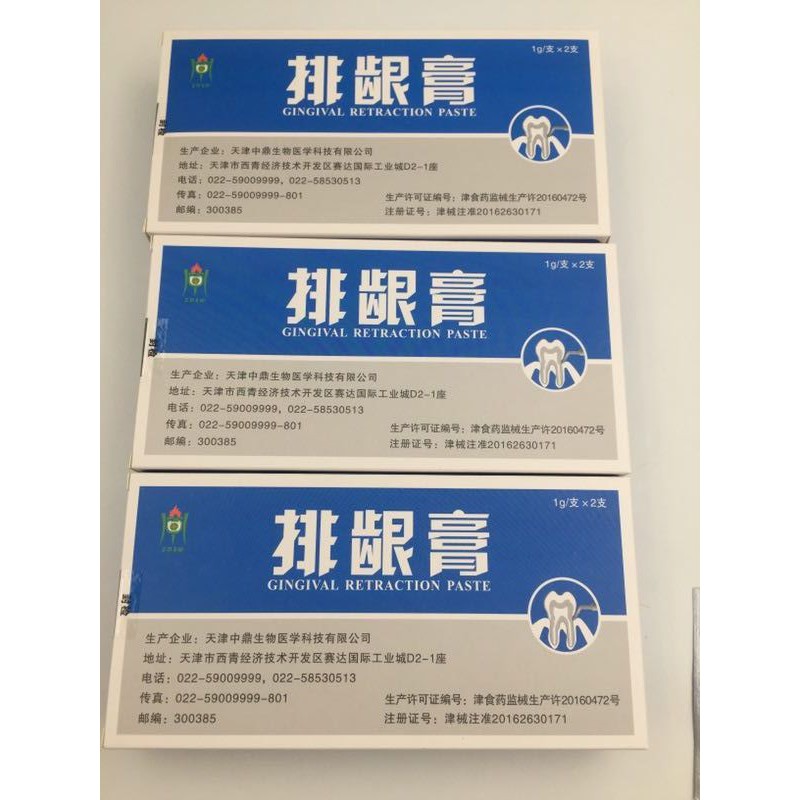 1g/支×2支
排龈膏
GINGIVAL RETRACTION PASTE
封检
生产企业：天津中鼎生物医学科技有限公司
地址：天津市西青经济技术开发区赛达国际工业城D2-1座
电话：022-59009999，022-58530513
传真：022-59009999-801
生产许可证编号：津食药监械生产许20160472号
邮编：300385
注册证号：津械注准20162630171
1g/支×2支
排龈膏
GINGIVAL RETRACTION PASTE
封检
生产企业：天津中鼎生物医学科技有限公司
地址：天津市西青经济技术开发区赛达国际工业城D2-1座
电话：022-59009999，022-58530513
传真：022-59009999-801
生产许可证编号：津食药监械生产许20160472号
邮编：300385
注册证号：津械注准20162630171
1g/支×2支
排龈膏
GINGIVAL RETRACTION PASTE
封检
生产企业：天津中鼎生物医学科技有限公司
地址：天津市西青经济技术开发区赛达国际工业城D2-1座
电话：022-59009999，022-58530513
传真：022-59009999-801
生产许可证编号：津食药监械生产许20160472号
邮编：300385
注册证号：津械注准20162630171